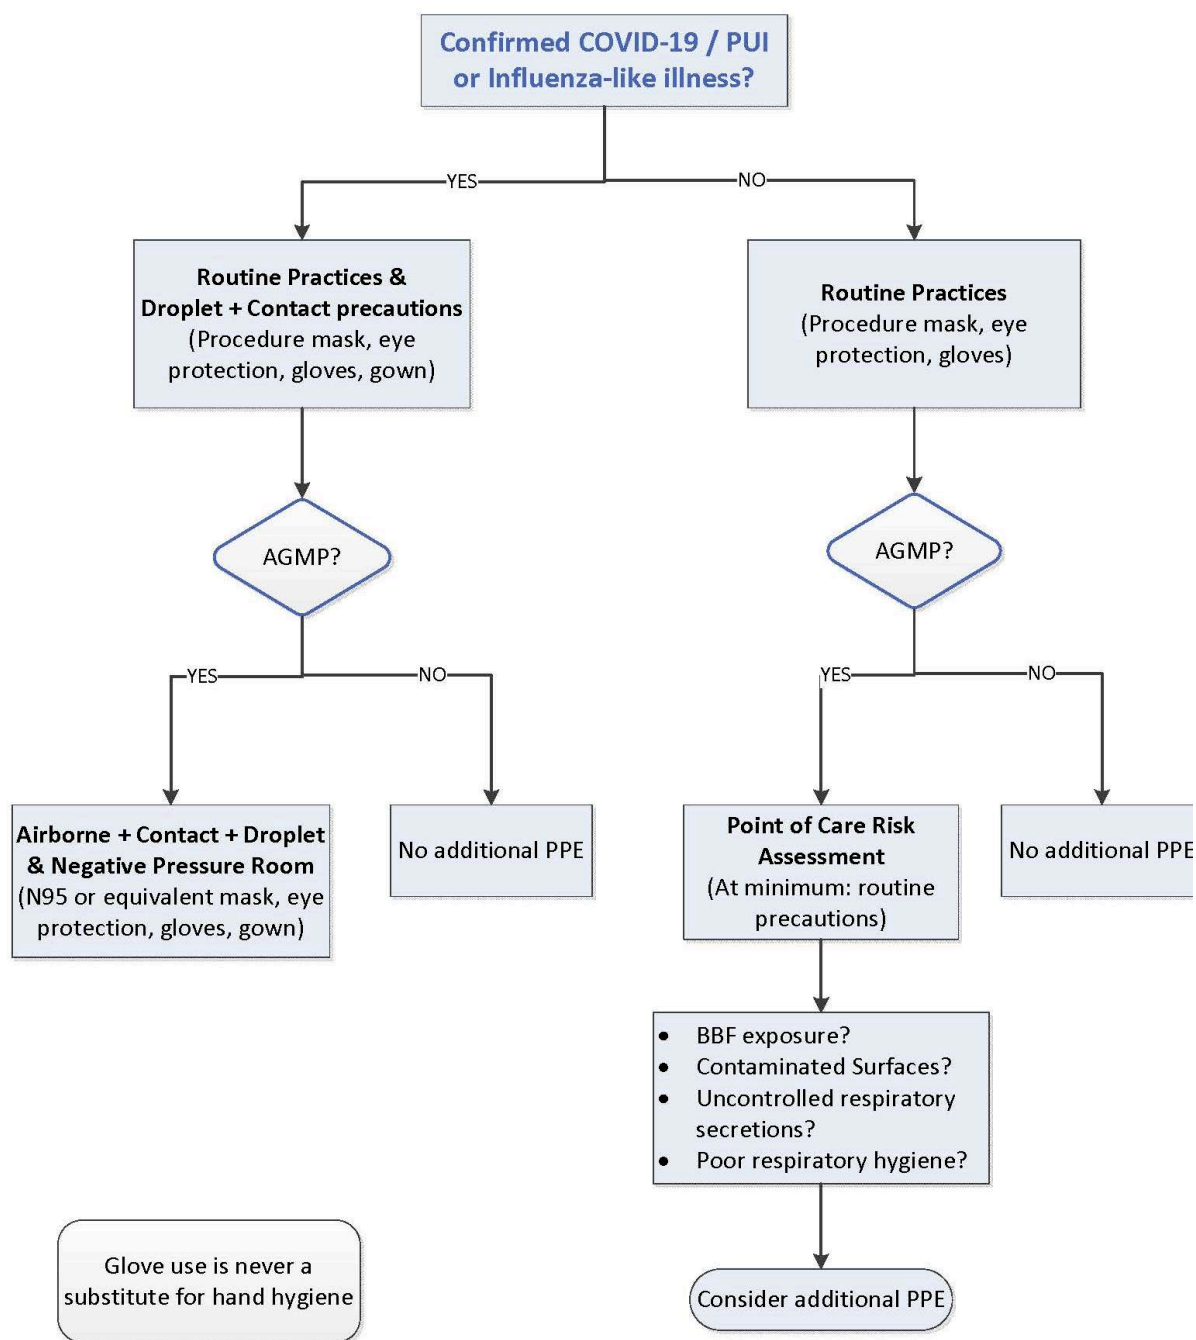 Confirmed COVID-19 / PUI
or Influenza-like illness?
YES
NO
Routine Practices &
Droplet + Contact precautions
(Procedure mask, eye
protection, gloves, gown)
Routine Practices
(Procedure mask, eye
protection, gloves)
AGMP?
AGMP?
YES
NO
YES
NO
Airborne + Contact + Droplet
& Negative Pressure Room
(N95 or equivalent mask, eye
protection, gloves, gown)
No additional PPE
Point of Care Risk
Assessment
(At minimum: routine
precautions)
No additional PPE
• BBF exposure?
• Contaminated Surfaces?
• Uncontrolled respiratory
secretions?
• Poor respiratory hygiene?
Glove use is never a
substitute for hand hygiene
Consider additional PPE